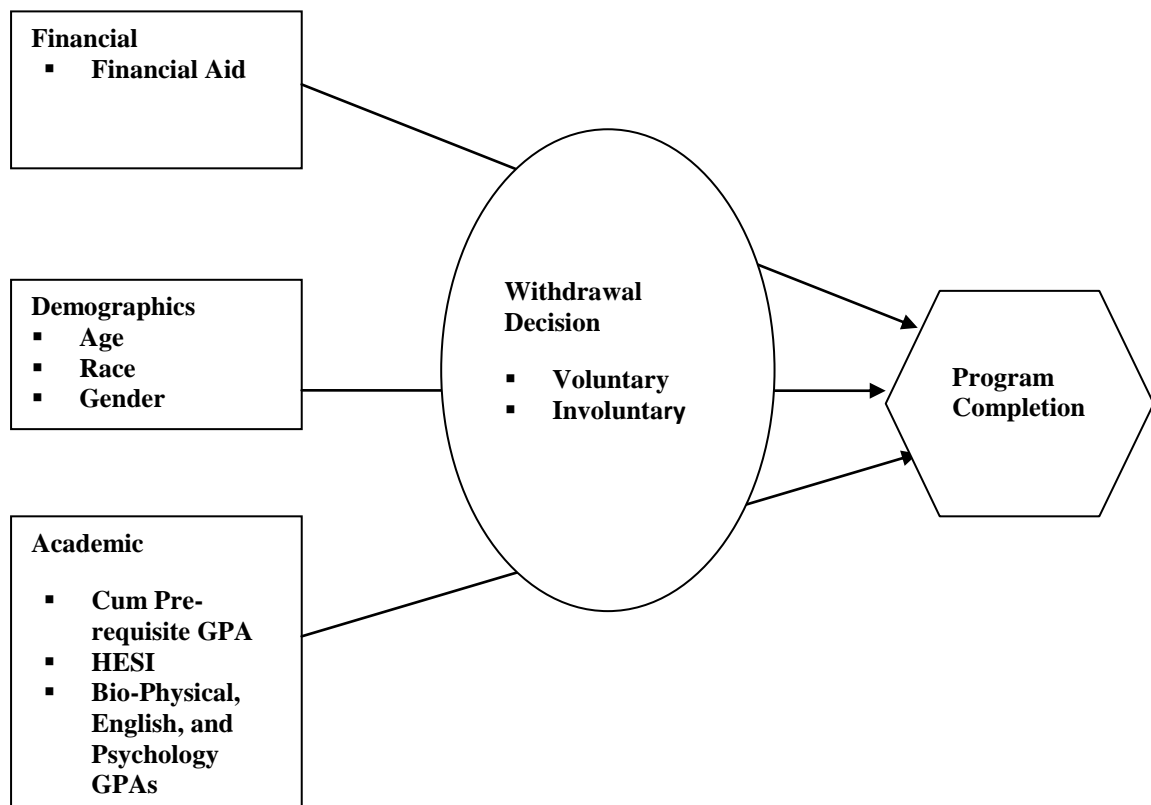 Financial
▪ Financial Aid
Demographics
▪ Age
▪ Race
▪ Gender
Academic
▪ Cum Pre-
requisite GPA
▪ HESI
▪ Bio-Physical,
English, and
Psychology
GPAs
Withdrawal
Decision
▪ Voluntary
▪ Involuntary
Program
Completion